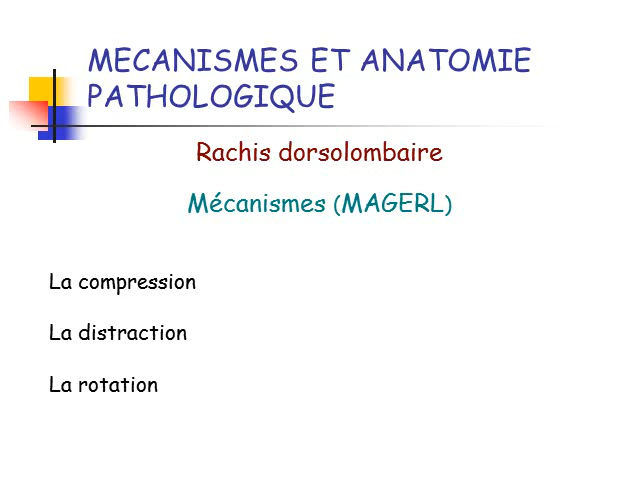 MECANISMES ET ANATOMIE
PATHOLOGIQUE
Rachis dorsolombaire
Mécanismes (MAGERL)
La compression
La distraction
La rotation